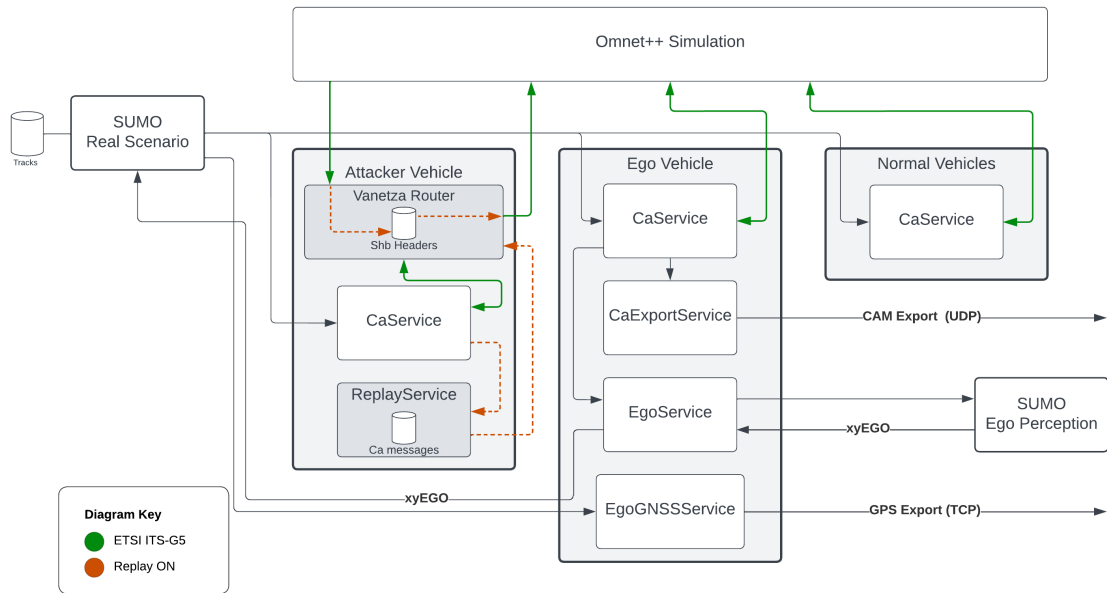 Omnet++ Simulation
SUMO
Real Scenario
Tracks
Attacker Vehicle
Vanetza Router
Shb Headers
CaService
ReplayService
Ca messages
Ego Vehicle
CaService
CaExportService
EgoService
EgoGNSSService
Normal Vehicles
CaService
CAM Export (UDP)
SUMO
Ego Perception
xyEGO
xyEGO
GPS Export (TCP)
Diagram Key
ETSI ITS-G5
Replay ON